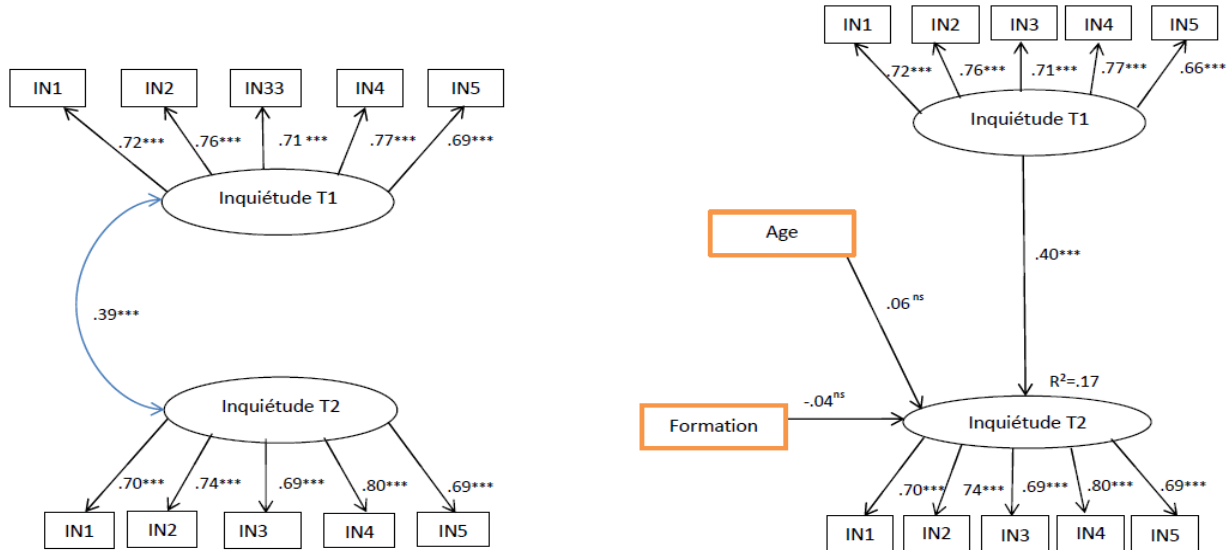 IN1 IN2 IN33 IN4 IN5
.72*** .76*** .71 *** .77*** .69***
Inquiétude T1
.39***
Inquiétude T2
.70*** .74*** .69*** .80*** .69***
IN1 IN2 IN3 IN4 IN5
IN1 IN2 IN3 IN4 IN5
.72*** .76*** .71*** .77*** .66***
Inquiétude T1
Age
.40***
.06 ns
R²=.17
-.04ns
Formation
Inquiétude T2
.70*** 74*** .69*** .80*** .69***
IN1 IN2 IN3 IN4 IN5